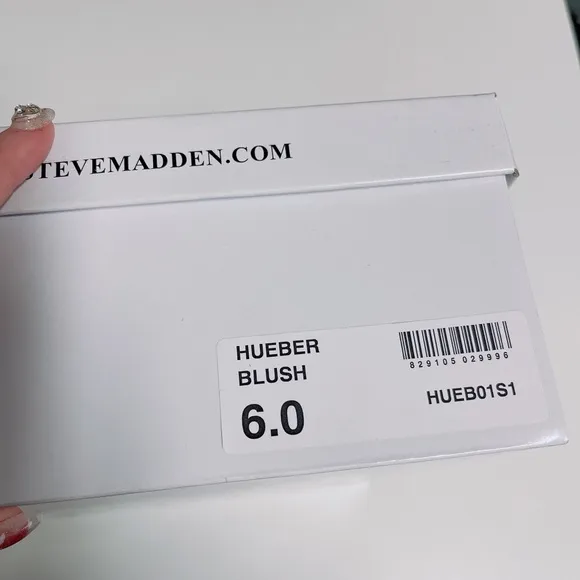 STEVEMADDEN.COM
HUEBER
BLUSH
6.0
829105 029996
HUEB01S1